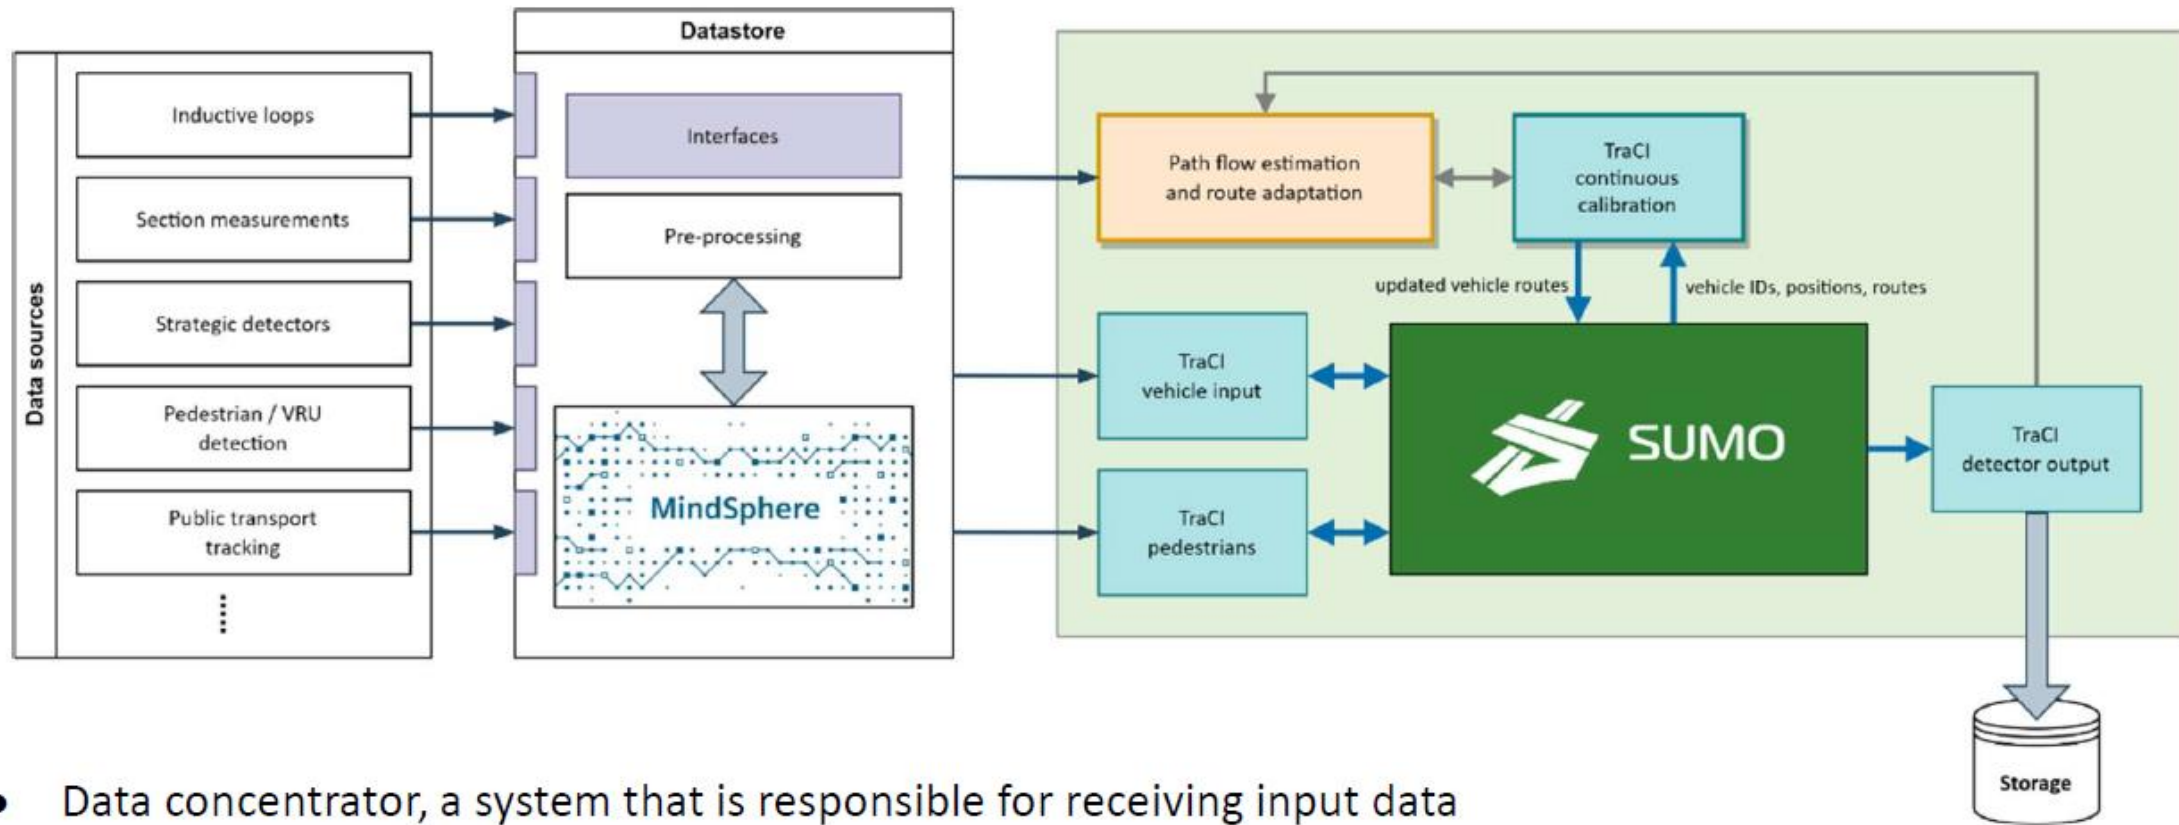 Data sources
Inductive loops
Section measurements
Strategic detectors
Pedestrian / VRU
detection
Public transport
tracking
Datastore
Interfaces
Pre-processing
MindSphere
Path flow estimation
and route adaptation
TraCI
continuous
calibration
updated vehicle routes
vehicle IDs, positions, routes
TraCI
vehicle input
TraCI
pedestrians
SUMO
TraCI
detector output
Storage
• Data concentrator, a system that is responsible for receiving input data